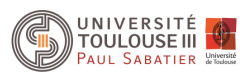 UNIVERSITÉ
TOULOUSE III
PAUL SABATIER
Université
de Toulouse